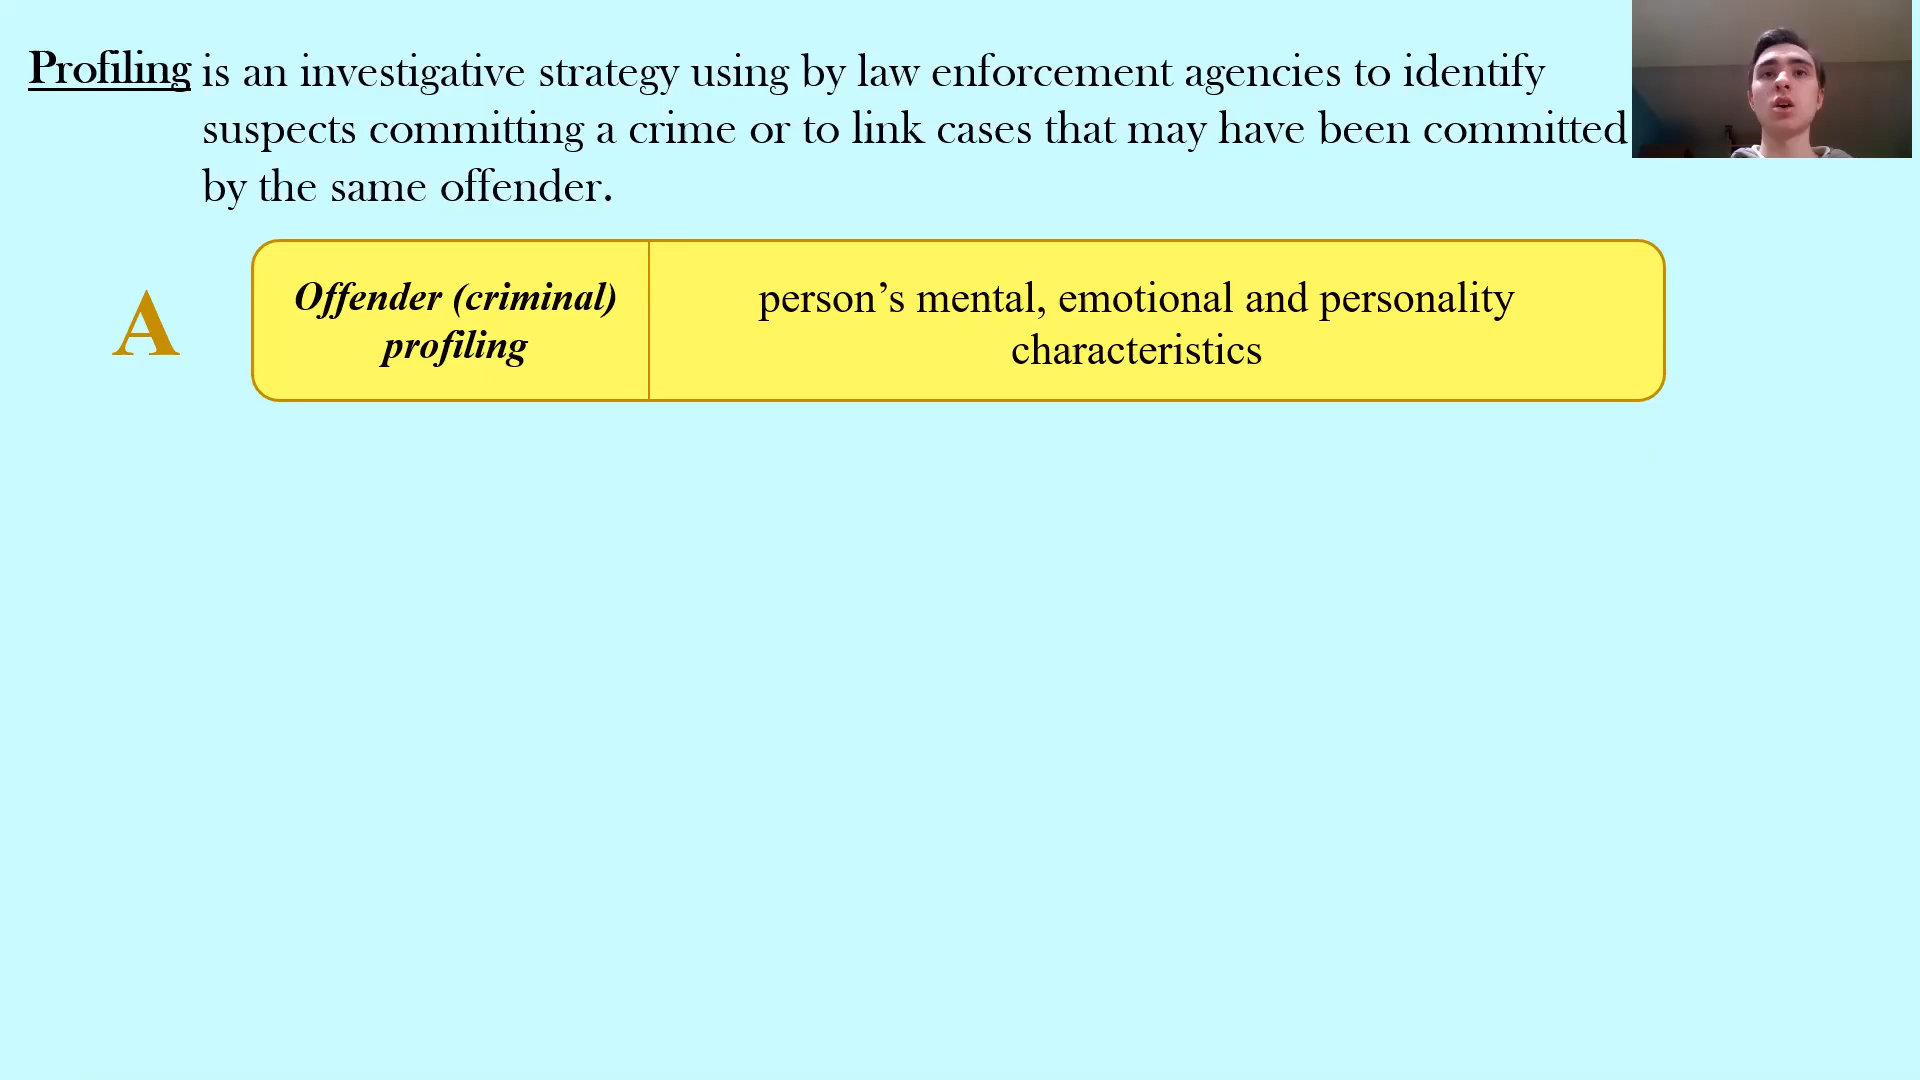 Profiling is an investigative strategy using by law enforcement agencies to identify
suspects committing a crime or to link cases that may have been committed
by the same offender.
A
Offender (criminal)
profiling
person’s mental, emotional and personality
characteristics